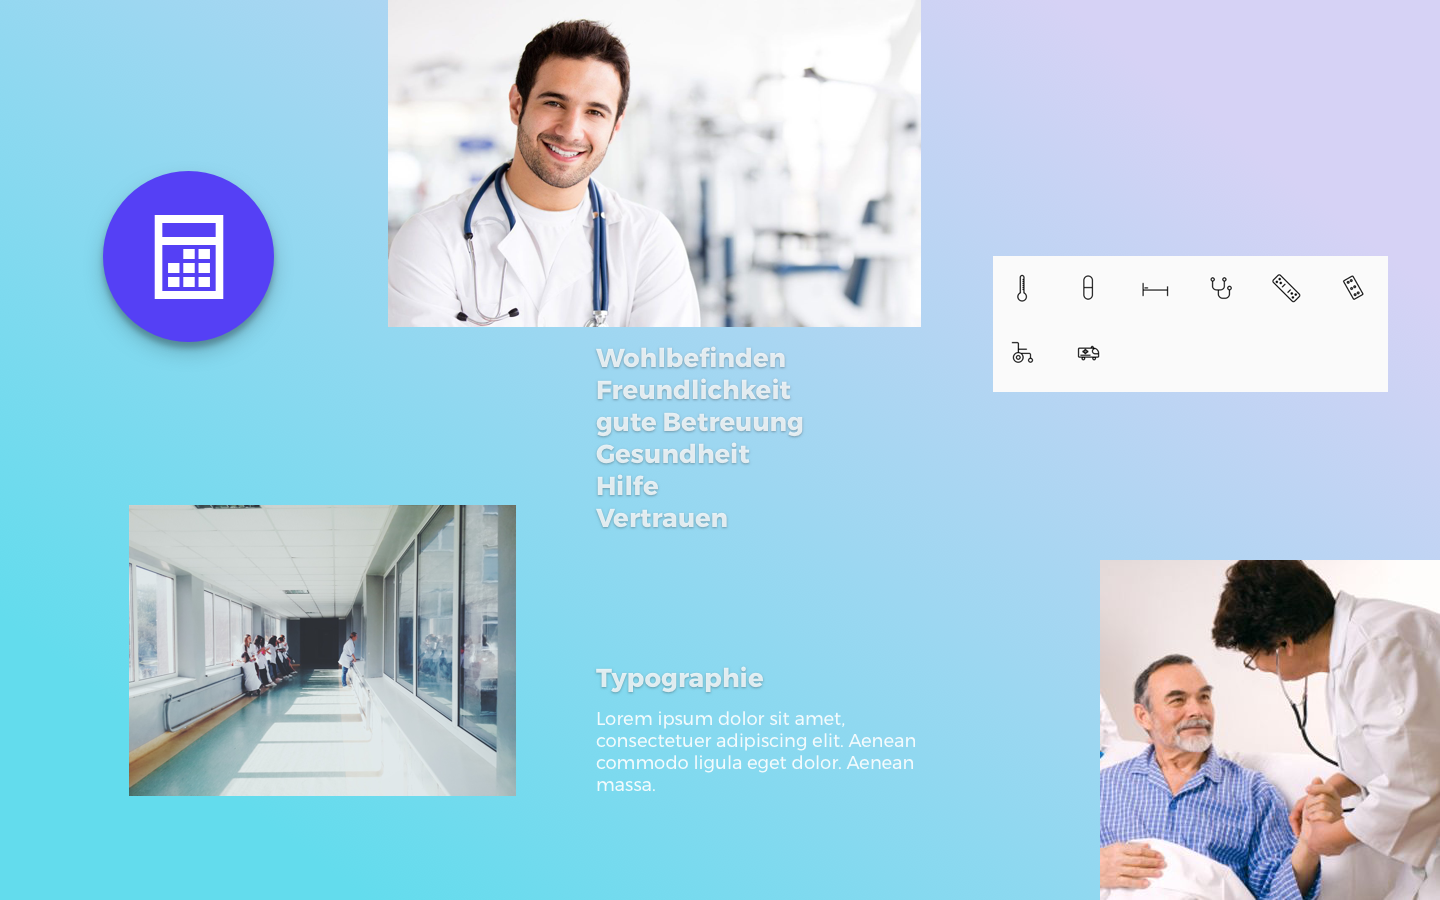 Wohlbefinden
Freundlichkeit
gute Betreuung
Gesundheit
Hilfe
Vertrauen
Typographie
Lorem ipsum dolor sit amet,
consectetuer adipiscing elit. Aenean
commodo ligula eget dolor. Aenean
massa.